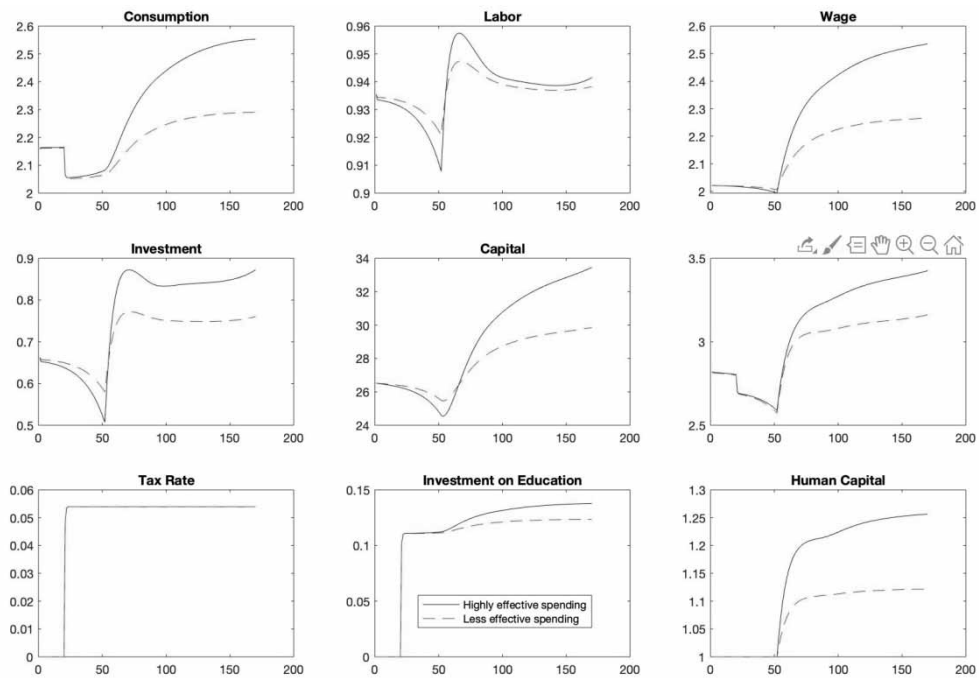 Consumption
Labor
Wage
2.6
2.5
2.4
2.3
2.2
2.1
2
0 50 100 150 200
0.96
0.95
0.94
0.93
0.92
0.91
0.9
0 50 100 150 200
2.6
2.5
2.4
2.3
2.2
2.1
2
0 50 100 150 200
Investment
Capital
0.9
0.8
0.7
0.6
0.5
0 50 100 150 200
34
32
30
28
26
24
0 50 100 150 200
3.5
3
2.5
0 50 100 150 200
Tax Rate
Investment on Education
Human Capital
0.06
0.05
0.04
0.03
0.02
0.01
0
0 50 100 150 200
0.15
0.1
0.05
0
0 50 100 150 200
Highly effective spending
Less effective spending
1.3
1.25
1.2
1.15
1.1
1.05
1
0 50 100 150 200